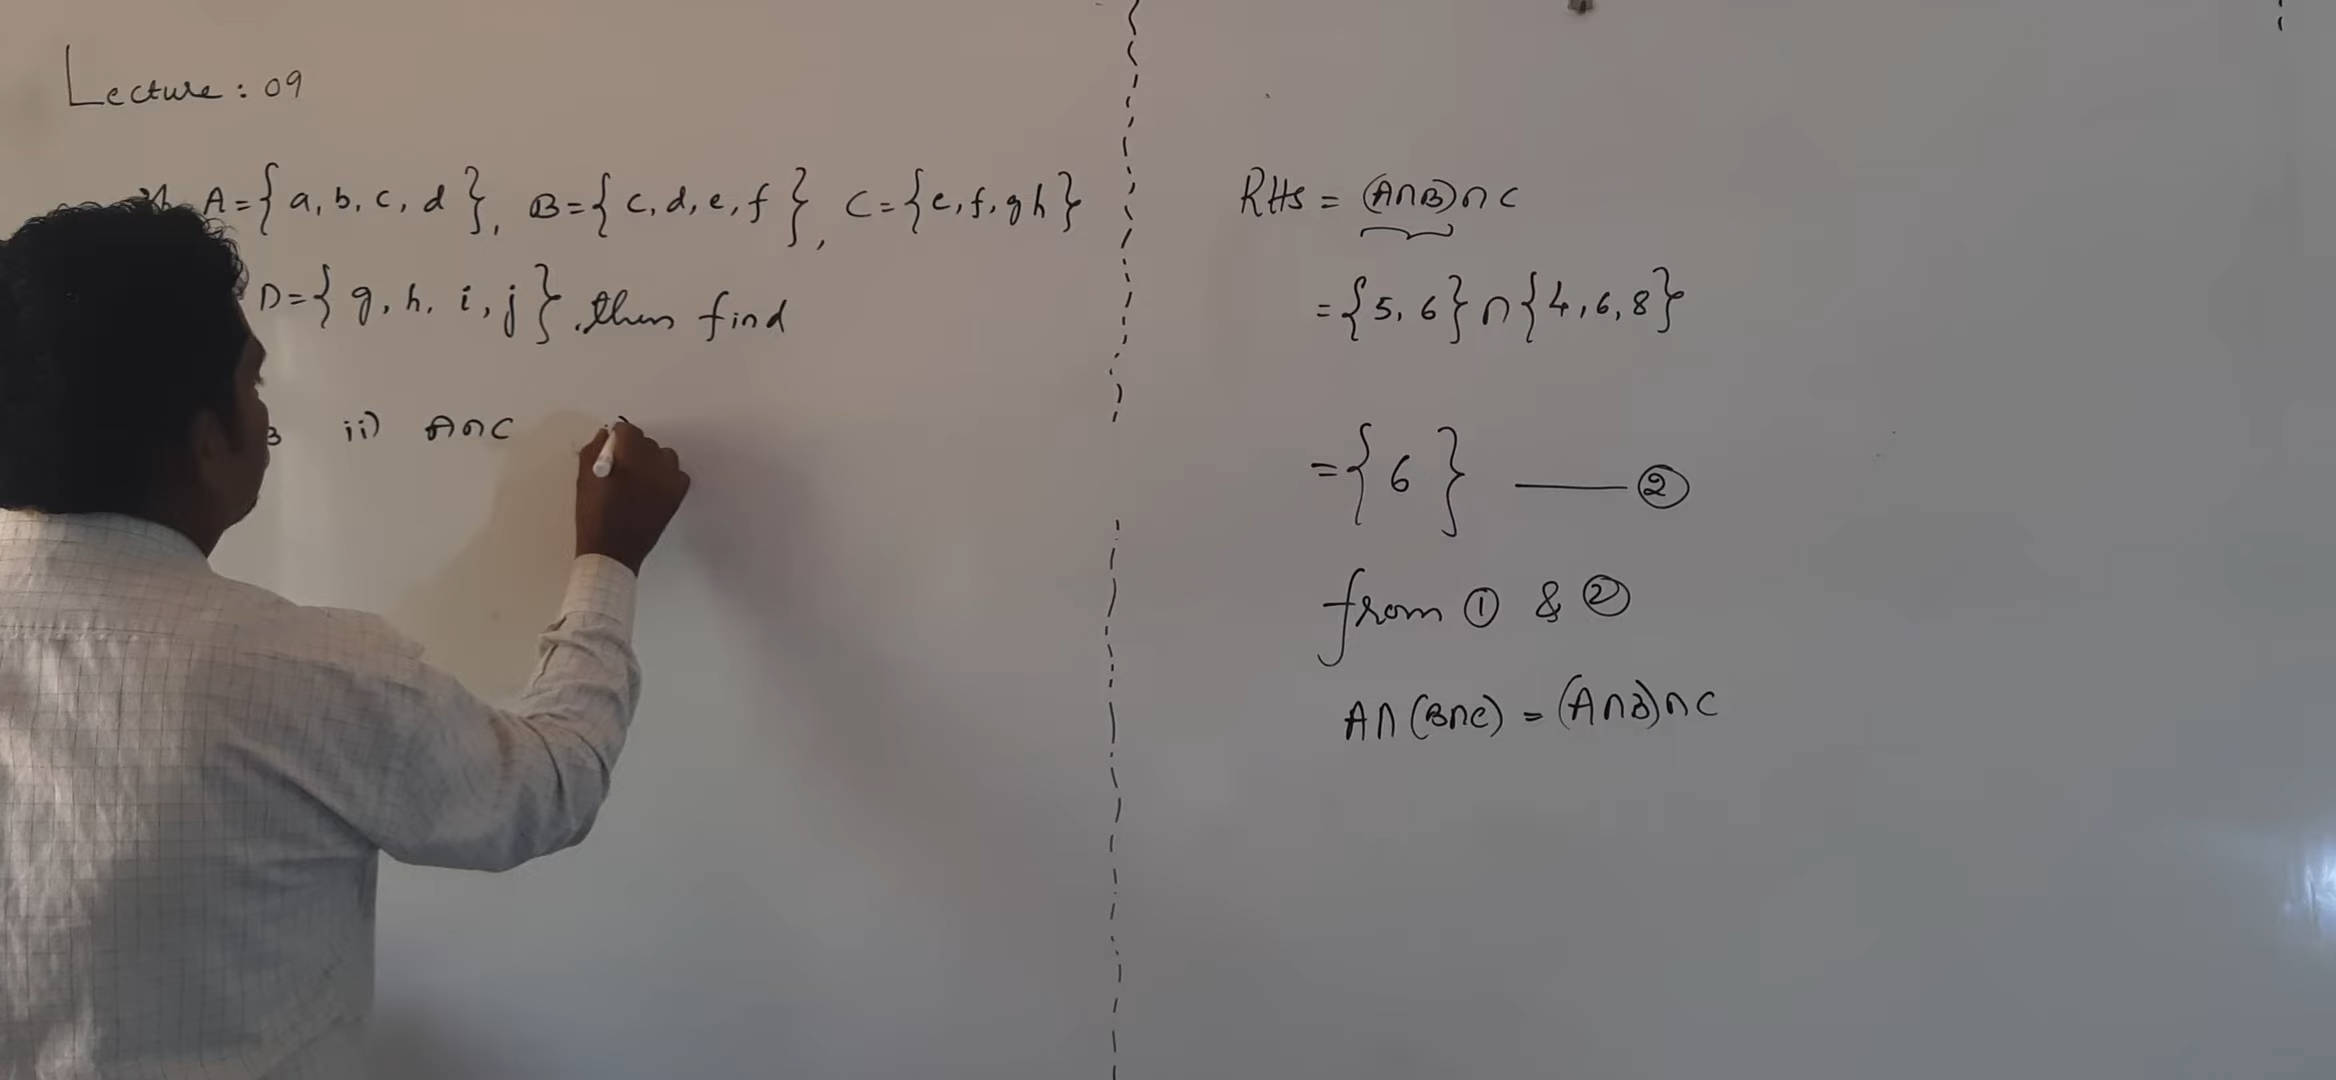 Lecture: 09
A={a, b, c, d}, B={c, d, e, f}, C={e, f, g h}
D={g, h, i, j}, then find
B ii) A∩C
RHS = (A∩B)∩C
={5, 6}∩{4, 6, 8}
={6} —— ②
from ① & ②
A∩(B∩C) = (A∩B)∩C